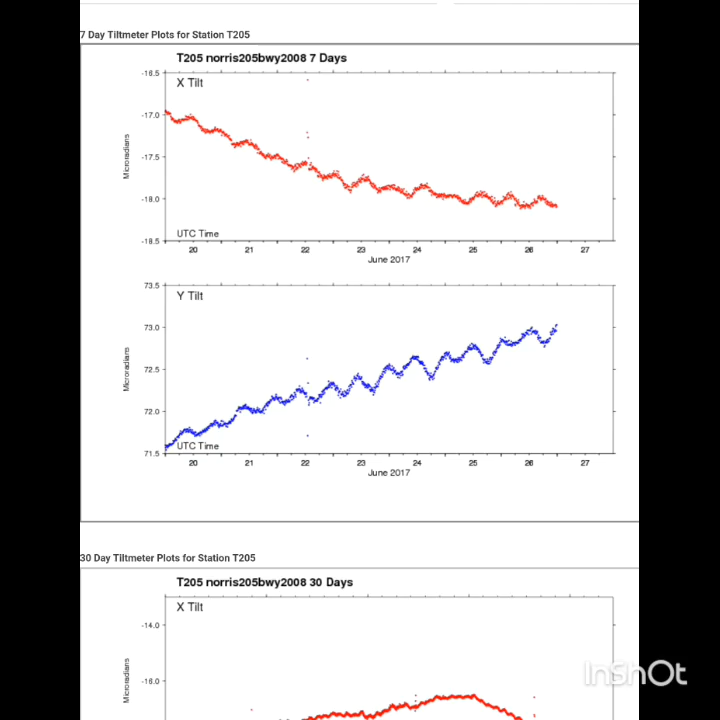 7 Day Tiltmeter Plots for Station T205
T205 norris205bwy2008 7 Days
X Tilt
-16.5
-17.0
-17.5
-18.0
-18.5
Microradians
UTC Time
20 21 22 23 24 25 26 27
June 2017
Y Tilt
73.5
73.0
72.5
72.0
71.5
Microradians
UTC Time
20 21 22 23 24 25 26 27
June 2017
30 Day Tiltmeter Plots for Station T205
T205 norris205bwy2008 30 Days
X Tilt
-14.0
-16.0
Microradians
InShOt